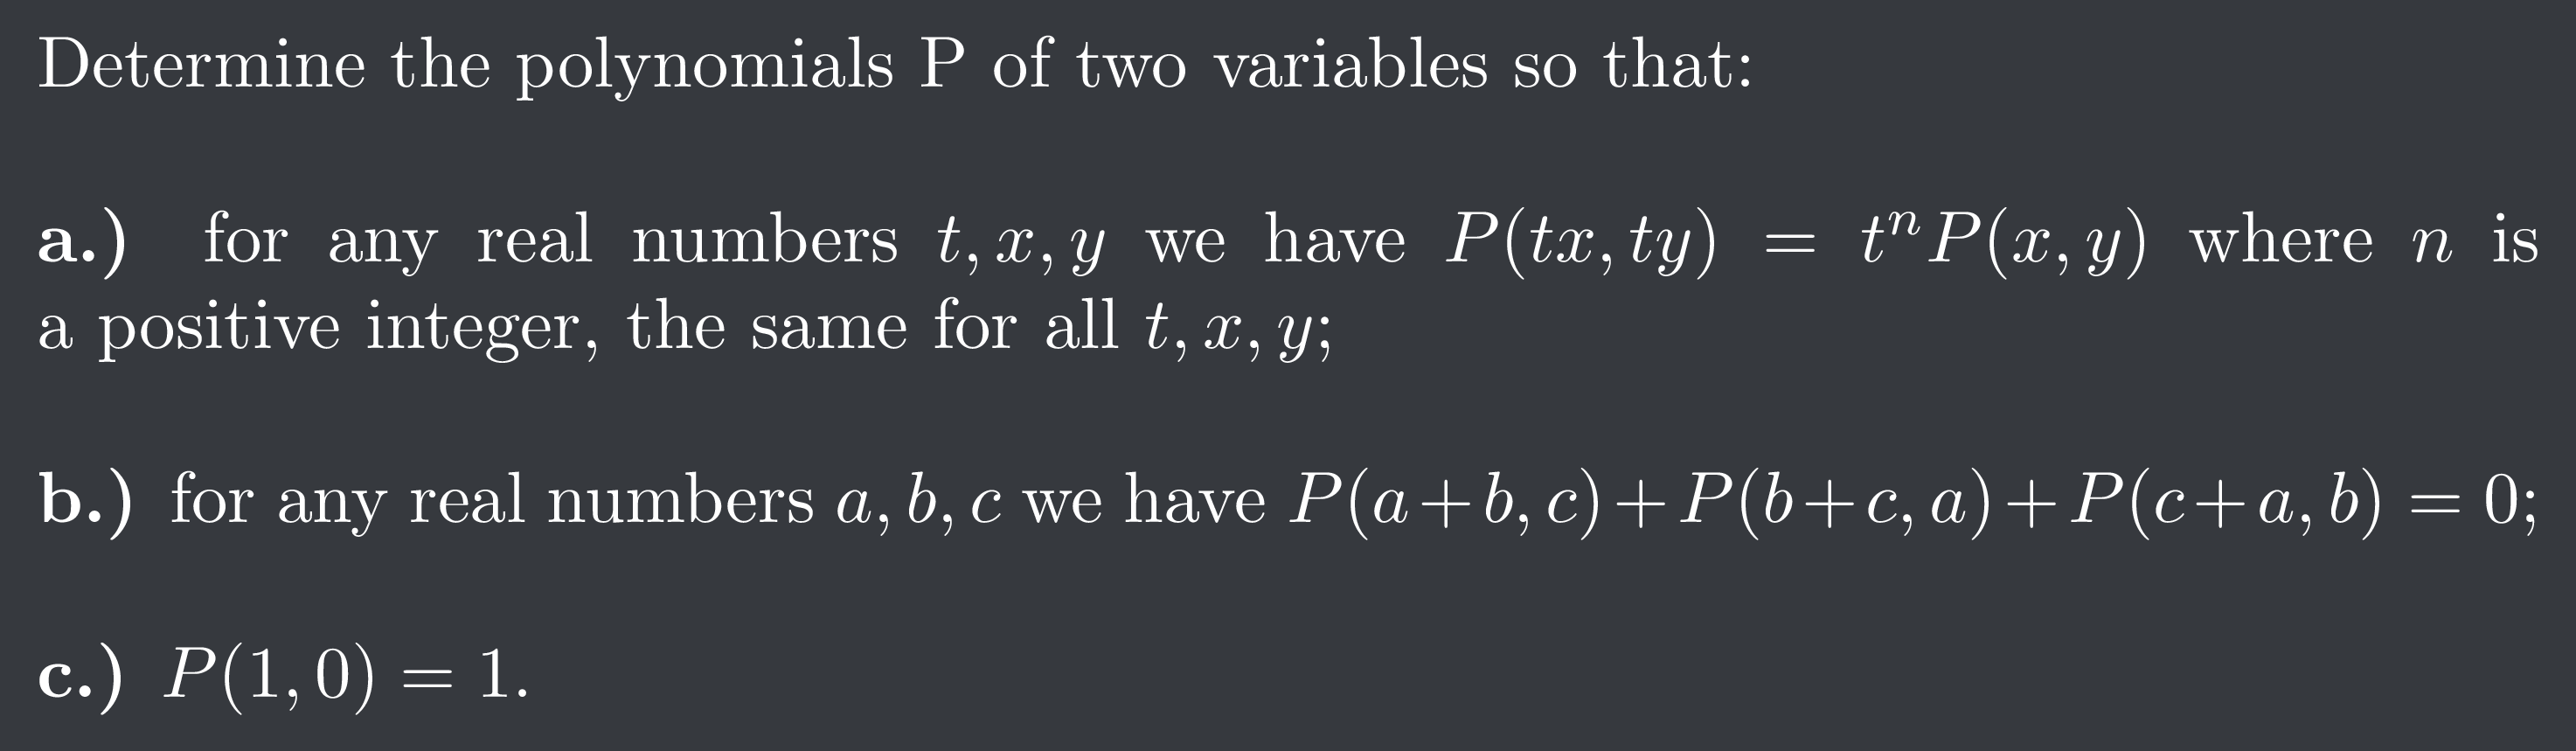 Determine the polynomials P of two variables so that:
a.) for any real numbers t, x, y we have P(tx, ty) = tⁿP(x, y) where n is
a positive integer, the same for all t, x, y;
b.) for any real numbers a, b, c we have P(a+b, c)+P(b+c, a)+P(c+a, b) = 0;
c.) P(1, 0) = 1.